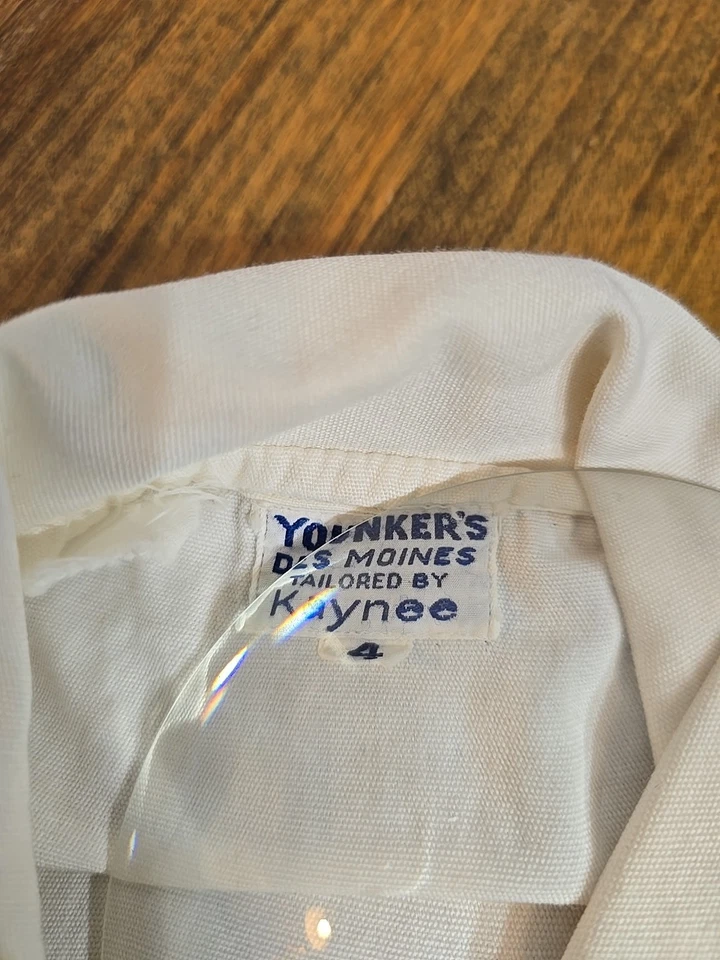 YOUNKER'S
DES MOINES
TAILORED BY
Kaynee
4